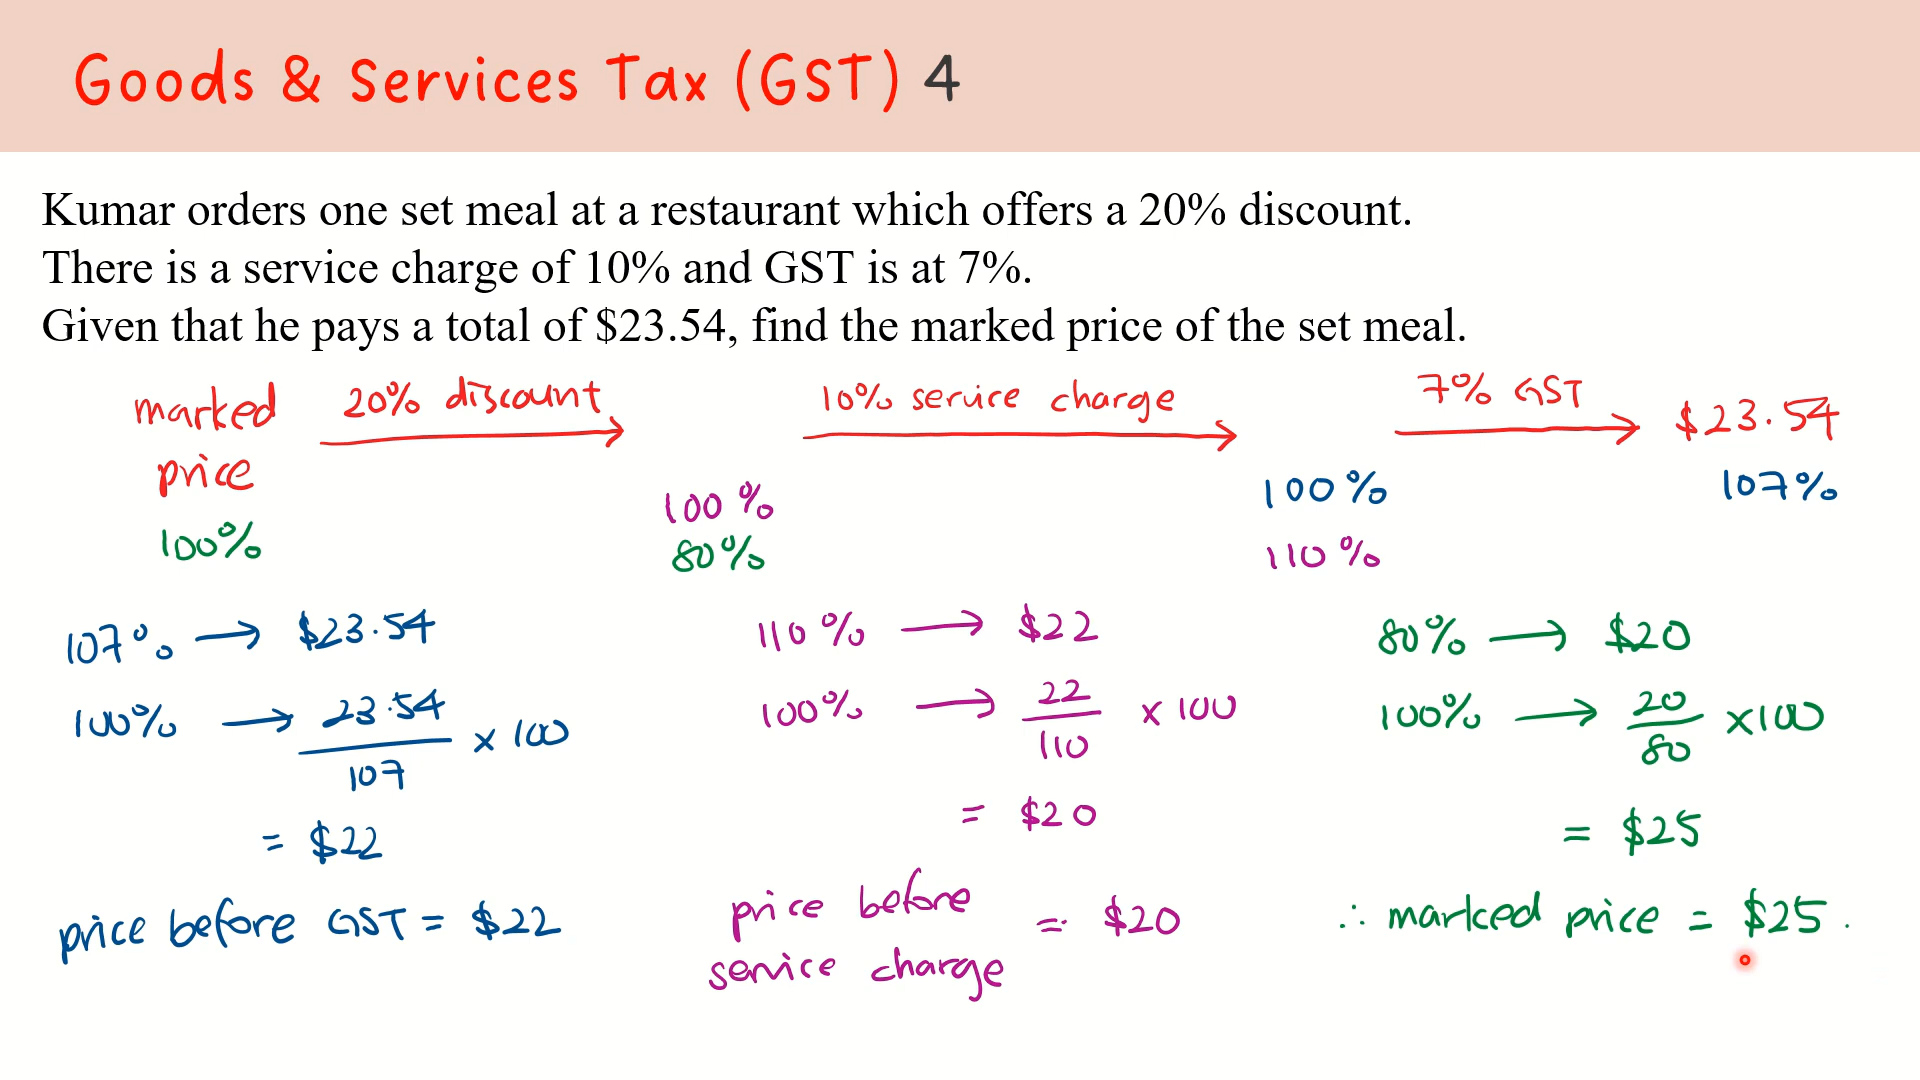 Goods & Services Tax (GST) 4
Kumar orders one set meal at a restaurant which offers a 20% discount.
There is a service charge of 10% and GST is at 7%.
Given that he pays a total of $23.54, find the marked price of the set meal.
marked price 20% discount 10% service charge 7% GST $23.54
100% 100% 107%
100% 80% 110%
107% → $23.54
100% → 23.54/107 × 100
= $22
price before GST = $22
110% → $22
100% → 22/110 × 100
= $20
price before service charge = $20
80% → $20
100% → 20/80 × 100
= $25
∴ marked price = $25.